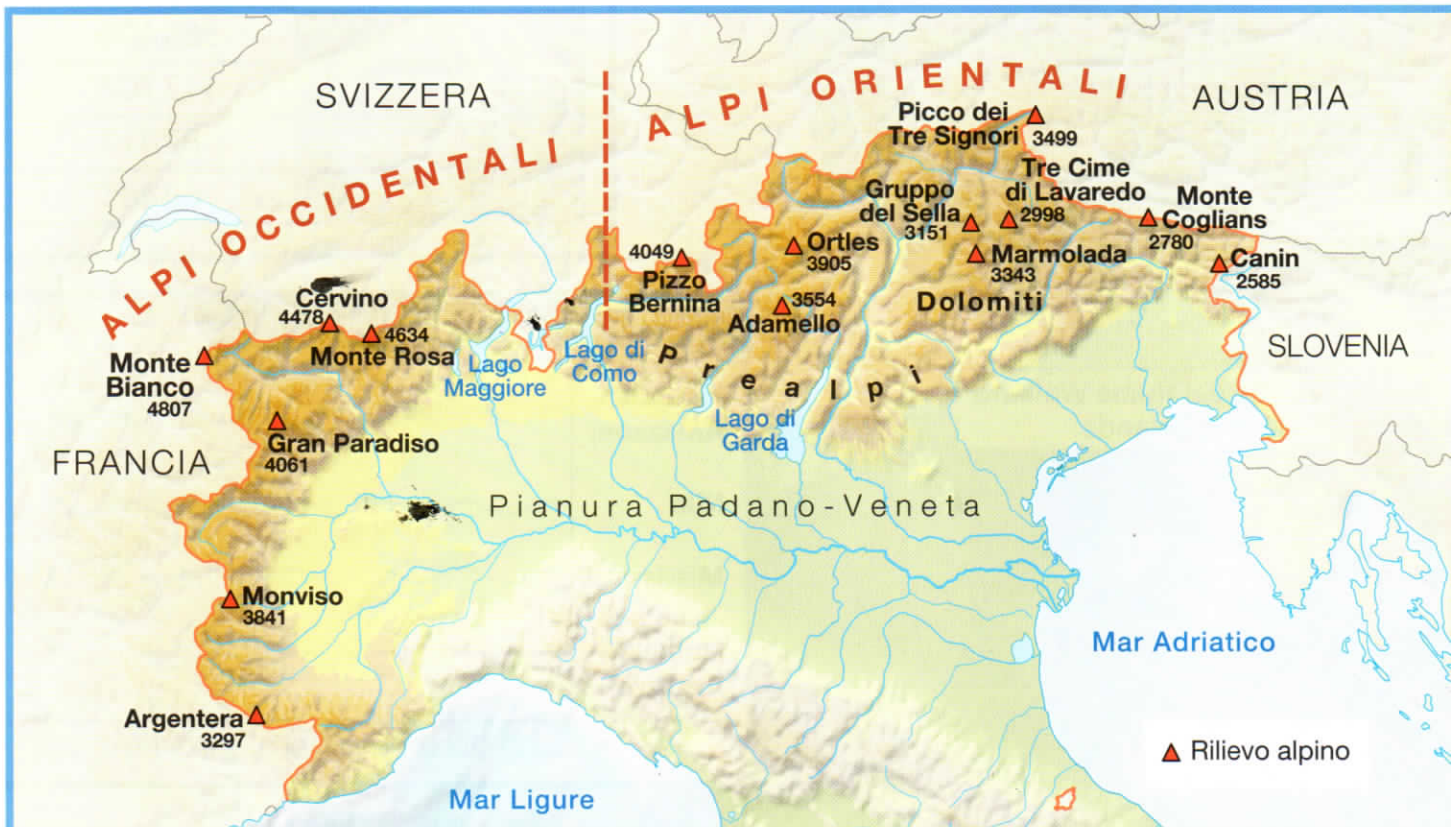 SVIZZERA
AUSTRIA
ALPI OCCIDENTALI
ALPI ORIENTALI
Picco dei
Tre Signori
3499
Tre Cime
di Lavaredo
2998
Gruppo
del Sella
3151
Monte
Coglians
2780
Ortles
3905
Marmolada
3343
Canin
2585
4049
Pizzo
Bernina
3554
Adamello
Dolomiti
Cervino
4478
4634
Monte Rosa
Monte
Bianco
4807
Lago
Maggiore
Lago di
Como
Prealpi
SLOVENIA
Lago di
Garda
Gran Paradiso
4061
FRANCIA
Pianura Padano-Veneta
Monviso
3841
Mar Adriatico
Argentera
3297
Rilievo alpino
Mar Ligure